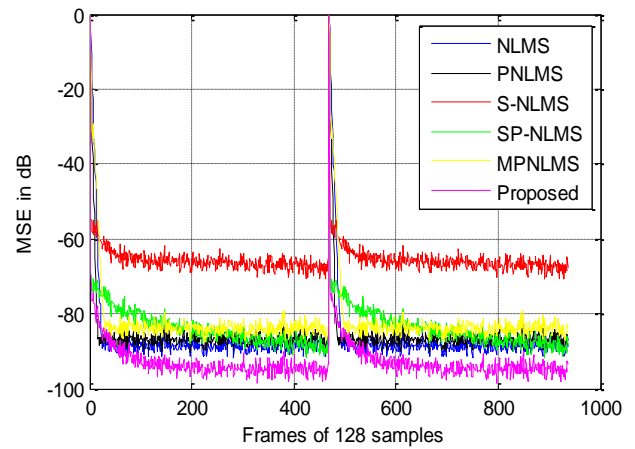 0
-20
-40
-60
-80
-100
MSE in dB
0 200 400 600 800 1000
Frames of 128 samples
NLMS
PNLMS
S-NLMS
SP-NLMS
MPNLMS
Proposed